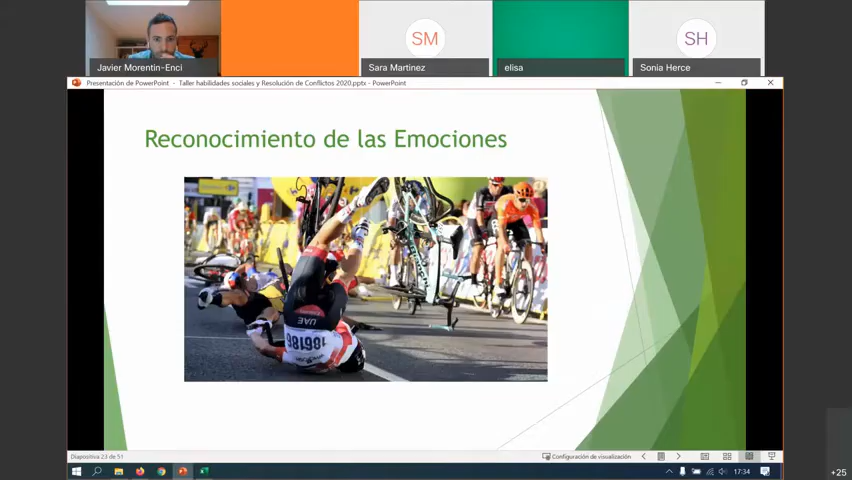 SM
SH
Javier Morentin-Enci
Sara Martinez
elisa
Sonia Herce
Presentación de PowerPoint - Taller habilidades sociales y Resolución de Conflictos 2020.pptx - PowerPoint
Reconocimiento de las Emociones
UAE
186186
Diapositiva 23 de 51
Configuración de visualización
17:34
+25